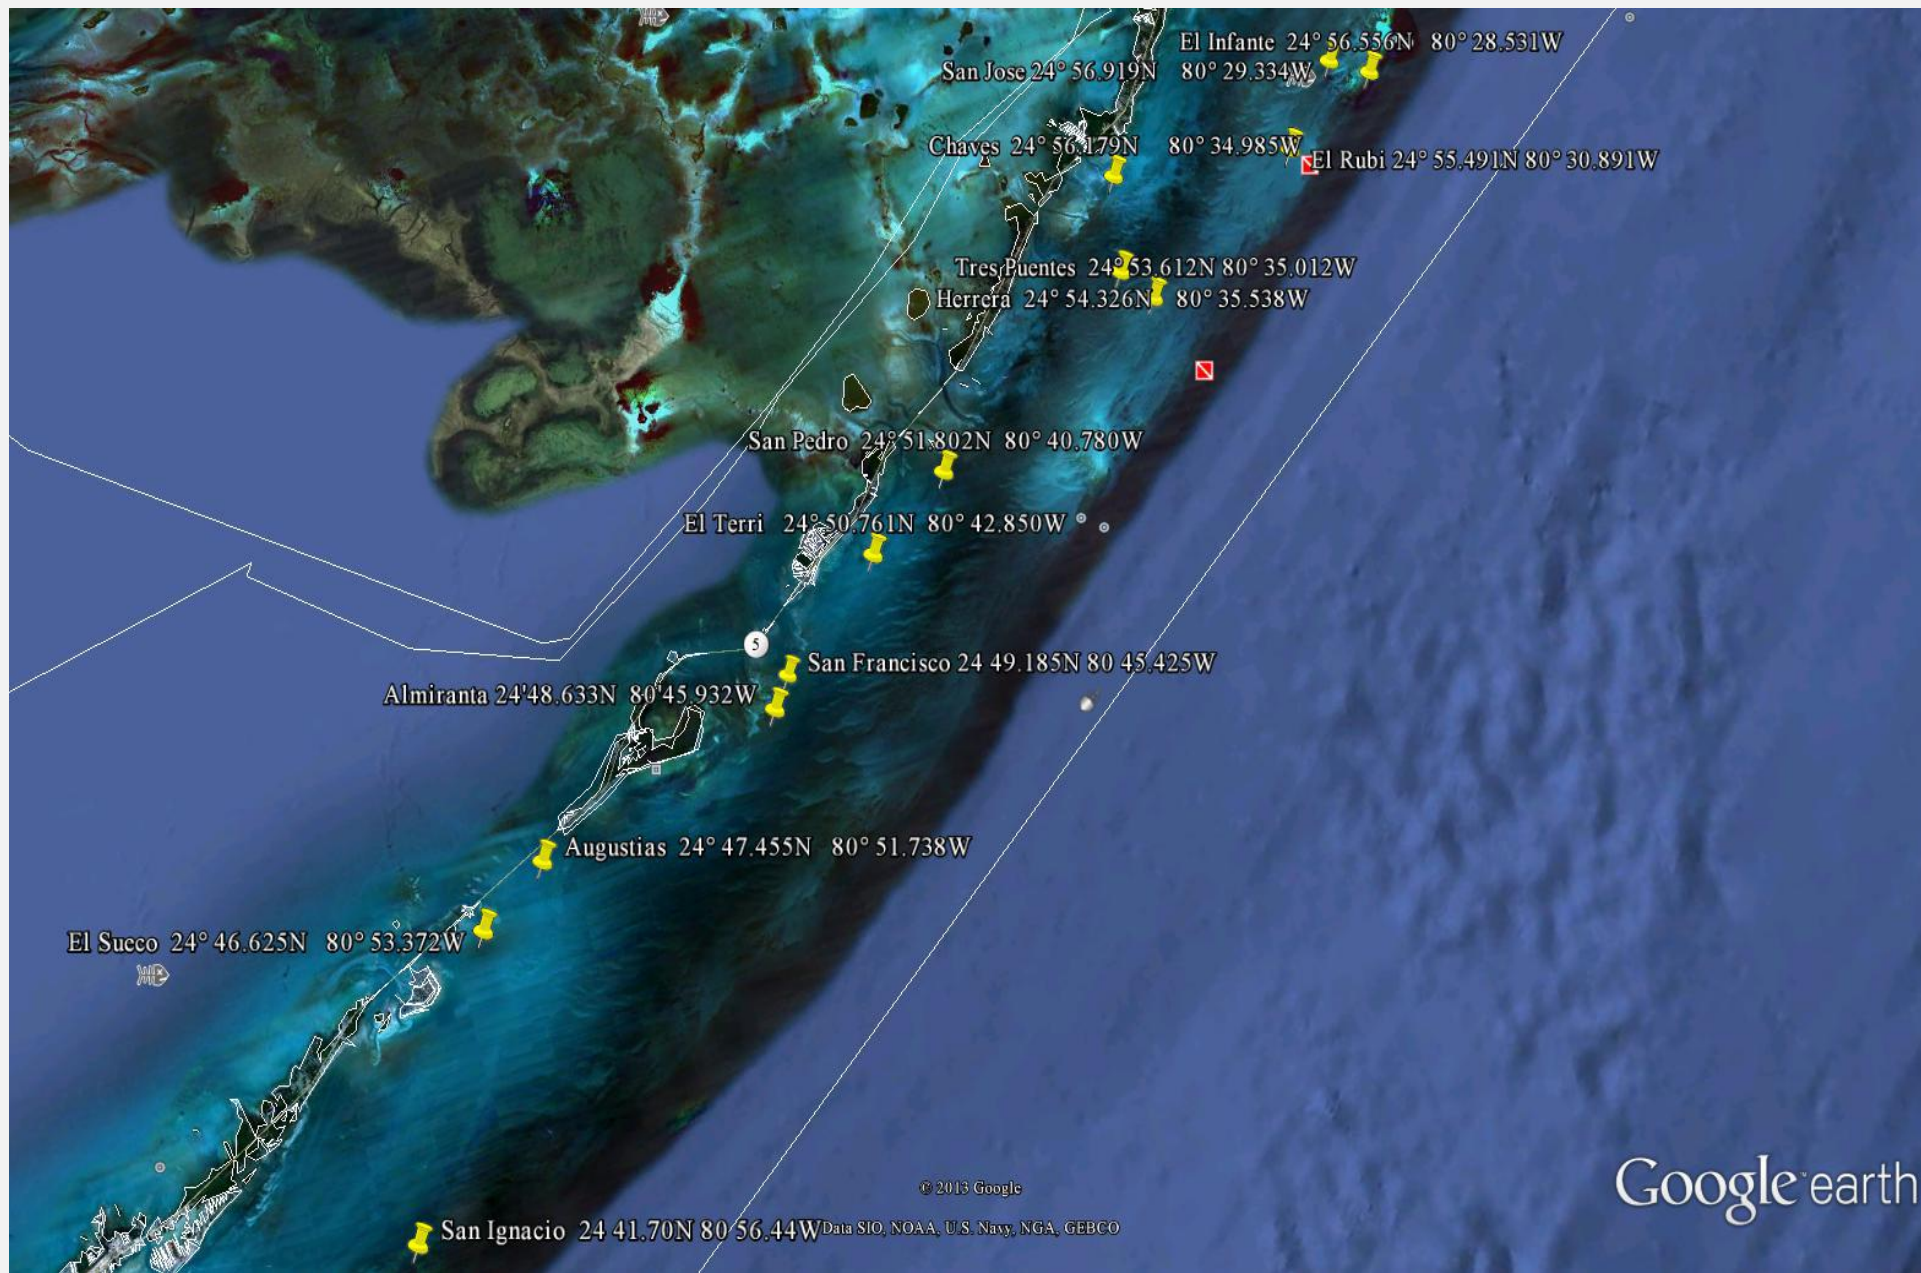 El Infante 24° 56.556N 80° 28.531W
San Jose 24° 56.919N 80° 29.334W
Chaves 24° 56.179N 80° 34.985W
El Rubi 24° 55.491N 80° 30.891W
Tres Puentes 24° 53.612N 80° 35.012W
Herrera 24° 54.326N 80° 35.538W
San Pedro 24° 51.802N 80° 40.780W
El Terri 24° 50.761N 80° 42.850W
5
San Francisco 24 49.185N 80 45.425W
Almiranta 24'48.633N 80'45.932W
Augustias 24° 47.455N 80° 51.738W
El Sueco 24° 46.625N 80° 53.372W
© 2013 Google
Google earth
San Ignacio 24 41.70N 80 56.44W
Data SIO, NOAA, U.S. Navy, NGA, GEBCO